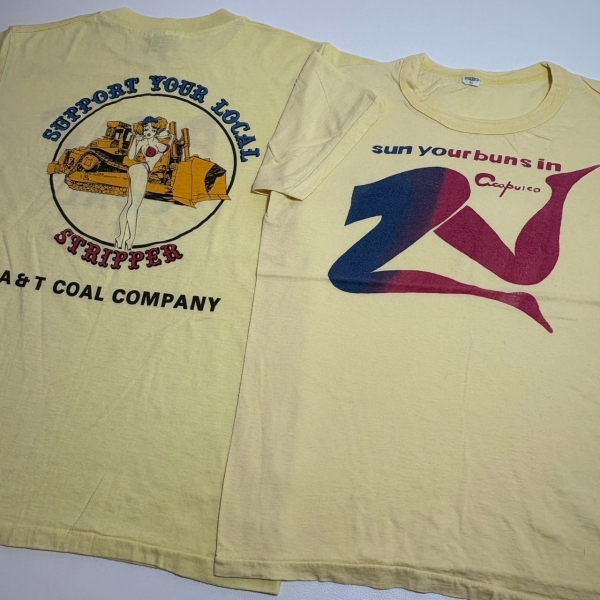 SUPPORT YOUR LOCAL
STRIPPER
A & T COAL COMPANY
sun your buns in
Acapulco